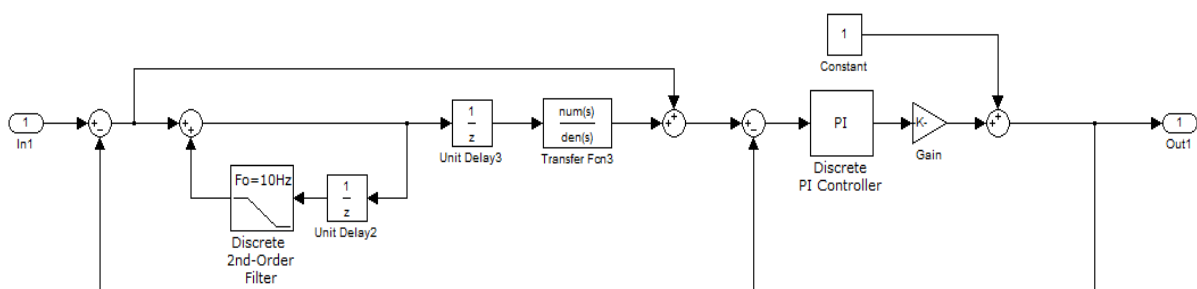 1
In1
+
−
+
+
Fo=10Hz
Discrete
2nd-Order
Filter
1
z
Unit Delay2
1
z
Unit Delay3
num(s)
den(s)
Transfer Fcn3
+
+
+
−
PI
Discrete
PI Controller
1
Constant
-K-
Gain
+
+
1
Out1